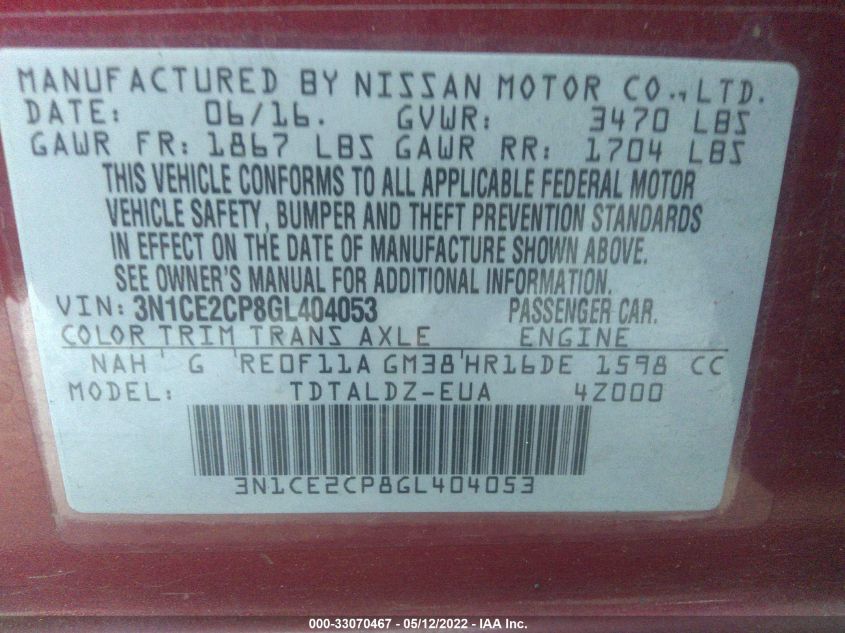 MANUFACTURED BY NISSAN MOTOR CO., LTD.
DATE: 06/16. GVWR: 3470 LBS
GAWR FR: 1867 LBS GAWR RR: 1704 LBS
THIS VEHICLE CONFORMS TO ALL APPLICABLE FEDERAL MOTOR
VEHICLE SAFETY, BUMPER AND THEFT PREVENTION STANDARDS
IN EFFECT ON THE DATE OF MANUFACTURE SHOWN ABOVE.
SEE OWNER'S MANUAL FOR ADDITIONAL INFORMATION.
VIN: 3N1CE2CP8GL404053 PASSENGER CAR.
COLOR TRIM TRANS AXLE ENGINE
NAH G RE0F11A GM38 HR16DE 1598 CC
MODEL: TDTALDZ-EUA 4Z000
3N1CE2CP8GL404053
000-33070467 - 05/12/2022 - IAA Inc.